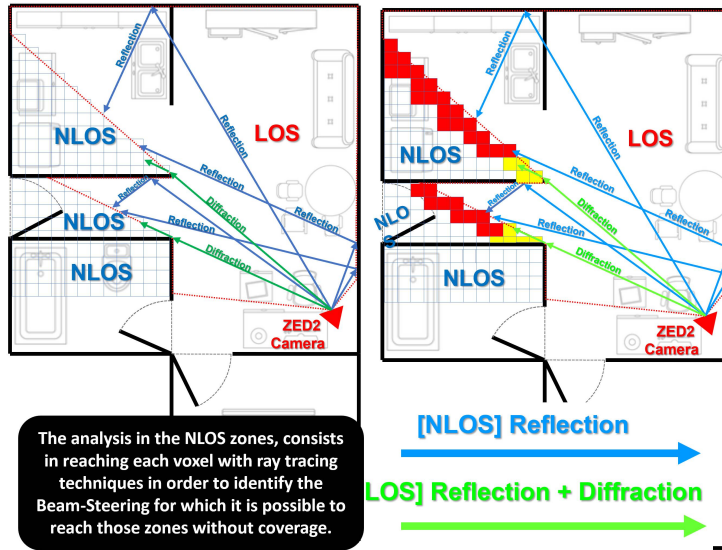 Reflection
NLOS
LOS
Reflection
Reflection
Diffraction
Reflection
Reflection
NLOS
Diffraction
NLOS
ZED2
Camera
Reflection
LOS
NLOS
Reflection
Reflection
Diffraction
NLO
S
Reflection
Diffraction
NLOS
ZED2
Camera
The analysis in the NLOS zones, consists
in reaching each voxel with ray tracing
techniques in order to identify the
Beam-Steering for which it is possible to
reach those zones without coverage.
[NLOS] Reflection
LOS] Reflection + Diffraction